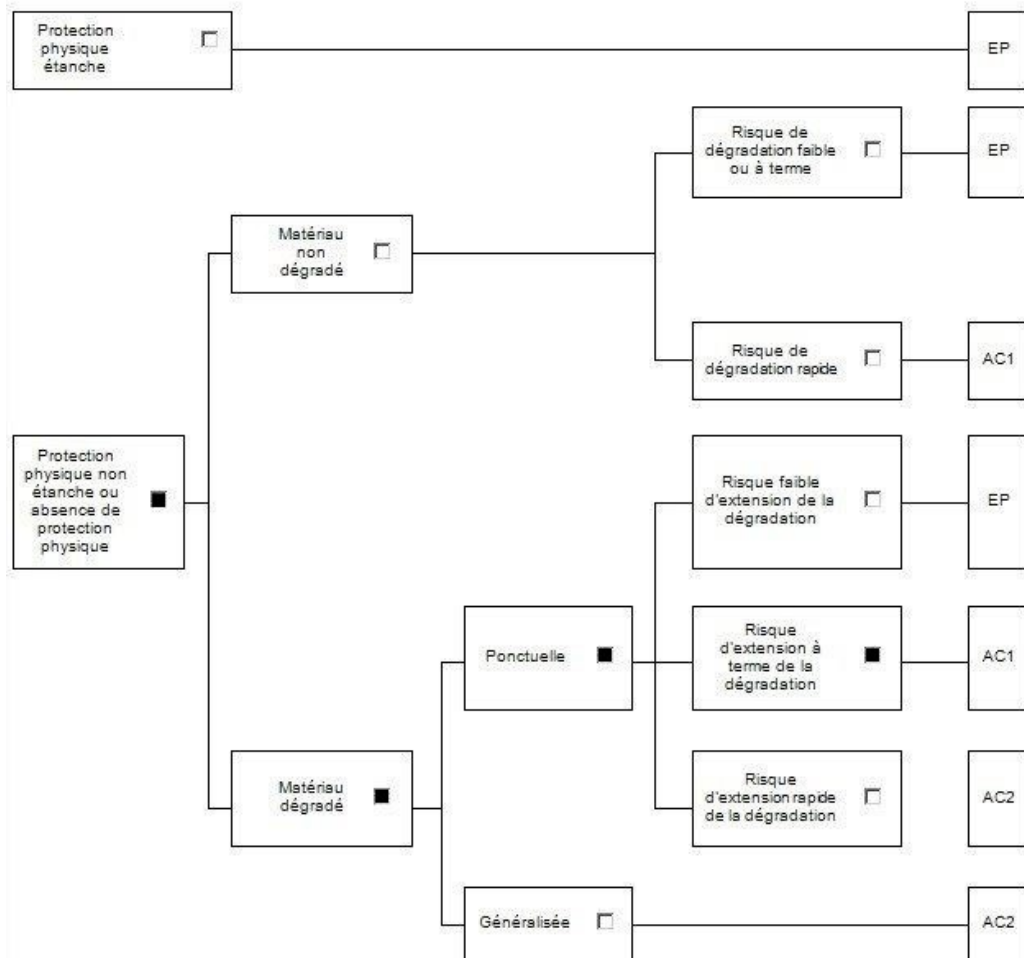 Protection
physique
étanche
EP
Risque de
dégradation faible
ou à terme
EP
Matériau
non
dégradé
Risque de
dégradation rapide
AC1
Protection
physique non
étanche ou
absence de
protection
physique
Risque faible
d'extension de la
dégradation
EP
Ponctuelle
Risque
d'extension à
terme de la
dégradation
AC1
Matériau
dégradé
Risque
d'extension rapide
de la dégradation
AC2
Généralisée
AC2